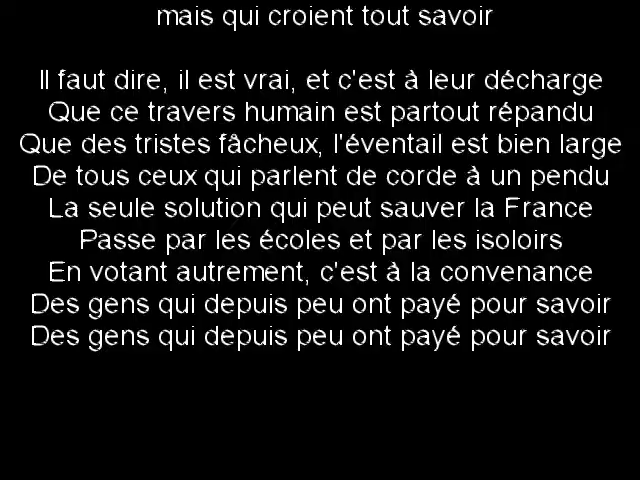 mais qui croient tout savoir
Il faut dire, il est vrai, et c'est à leur décharge
Que ce travers humain est partout répandu
Que des tristes fâcheux, l'éventail est bien large
De tous ceux qui parlent de corde à un pendu
La seule solution qui peut sauver la France
Passe par les écoles et par les isoloirs
En votant autrement, c'est à la convenance
Des gens qui depuis peu ont payé pour savoir
Des gens qui depuis peu ont payé pour savoir